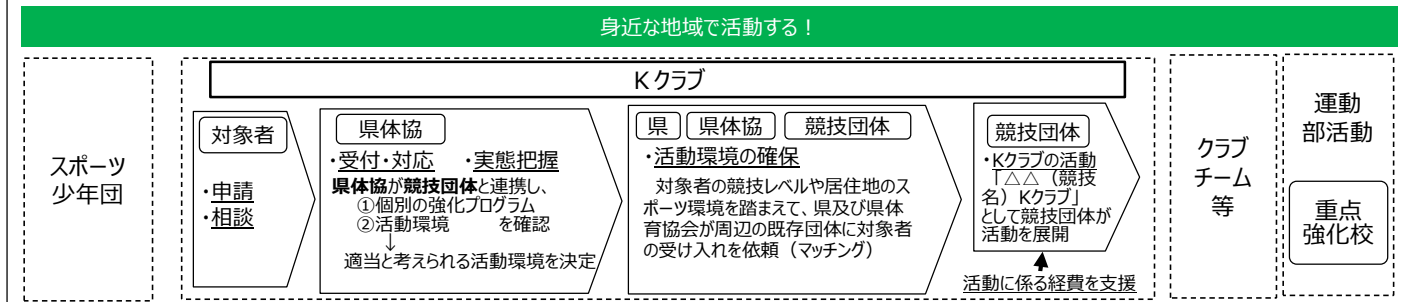 身近な地域で活動する！
スポーツ
少年団
Kクラブ
対象者
・申請
・相談
県体協
・受付・対応　・実態把握
県体協が競技団体と連携し、
①個別の強化プログラム
②活動環境　　　　を確認
↓
適当と考えられる活動環境を決定
県　県体協　競技団体
・活動環境の確保
対象者の競技レベルや居住地のス
ポーツ環境を踏まえて、県及び県体
育協会が周辺の既存団体に対象者
の受け入れを依頼（マッチング）
競技団体
・Kクラブの活動
「△△（競技
名）Kクラブ」
として競技団体が
活動を展開
活動に係る経費を支援
クラブ
チーム
等
運動
部活動
重点
強化校